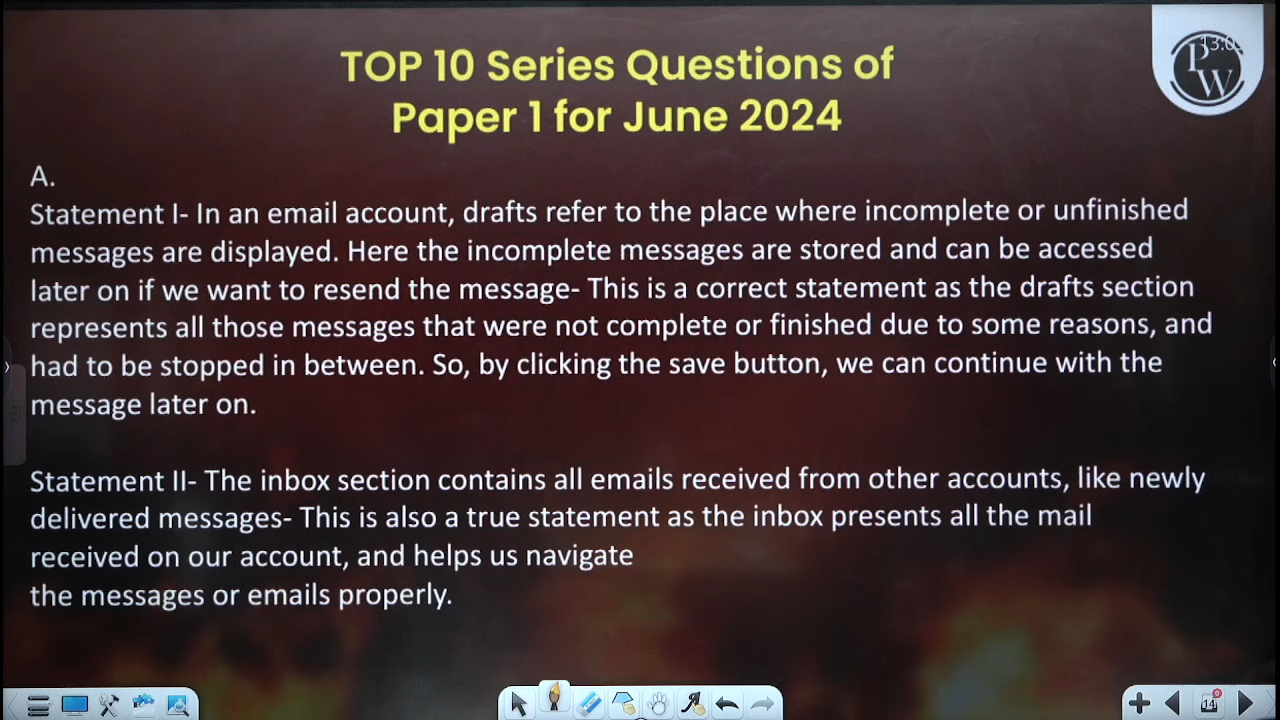 TOP 10 Series Questions of
Paper 1 for June 2024
13:0
P
W
A.
Statement I- In an email account, drafts refer to the place where incomplete or unfinished
messages are displayed. Here the incomplete messages are stored and can be accessed
later on if we want to resend the message- This is a correct statement as the drafts section
represents all those messages that were not complete or finished due to some reasons, and
had to be stopped in between. So, by clicking the save button, we can continue with the
message later on.
Statement II- The inbox section contains all emails received from other accounts, like newly
delivered messages- This is also a true statement as the inbox presents all the mail
received on our account, and helps us navigate
the messages or emails properly.
14